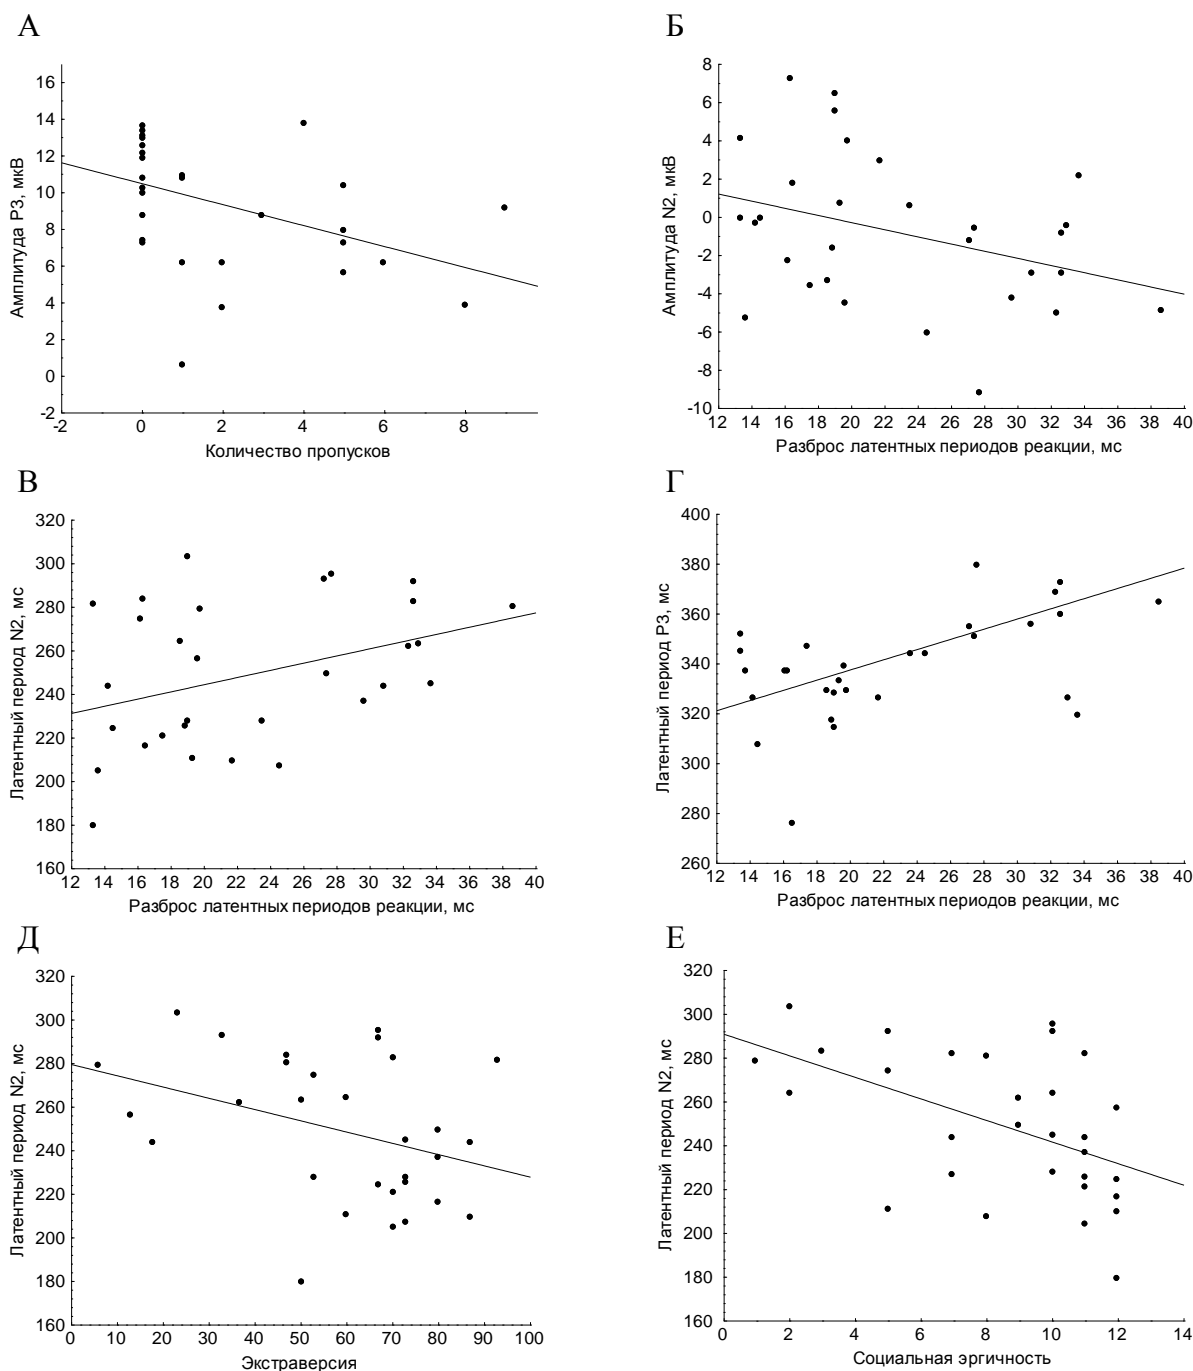 А
16
14
12
10
8
6
4
2
0
-2
-2 0 2 4 6 8
Амплитуда P3, мкВ
Количество пропусков
Б
8
6
4
2
0
-2
-4
-6
-8
-10
12 14 16 18 20 22 24 26 28 30 32 34 36 38 40
Амплитуда N2, мкВ
Разброс латентных периодов реакции, мс
В
320
300
280
260
240
220
200
180
160
12 14 16 18 20 22 24 26 28 30 32 34 36 38 40
Латентный период N2, мс
Разброс латентных периодов реакции, мс
Г
400
380
360
340
320
300
280
260
12 14 16 18 20 22 24 26 28 30 32 34 36 38 40
Латентный период P3, мс
Разброс латентных периодов реакции, мс
Д
320
300
280
260
240
220
200
180
160
0 10 20 30 40 50 60 70 80 90 100
Латентный период N2, мс
Экстраверсия
Е
320
300
280
260
240
220
200
180
160
0 2 4 6 8 10 12 14
Латентный период N2, мс
Социальная эргичность